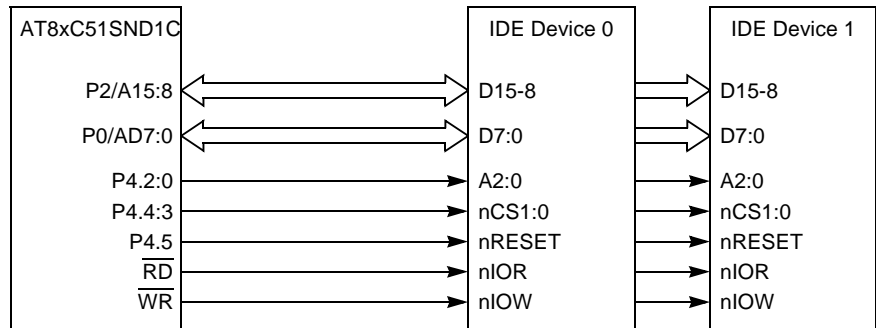 AT8xC51SND1C IDE Device 0 IDE Device 1
P2/A15:8 D15-8 D15-8
P0/AD7:0 D7:0 D7:0
P4.2:0 A2:0 A2:0
P4.4:3 nCS1:0 nCS1:0
P4.5 nRESET nRESET
RD nIOR nIOR
WR nIOW nIOW